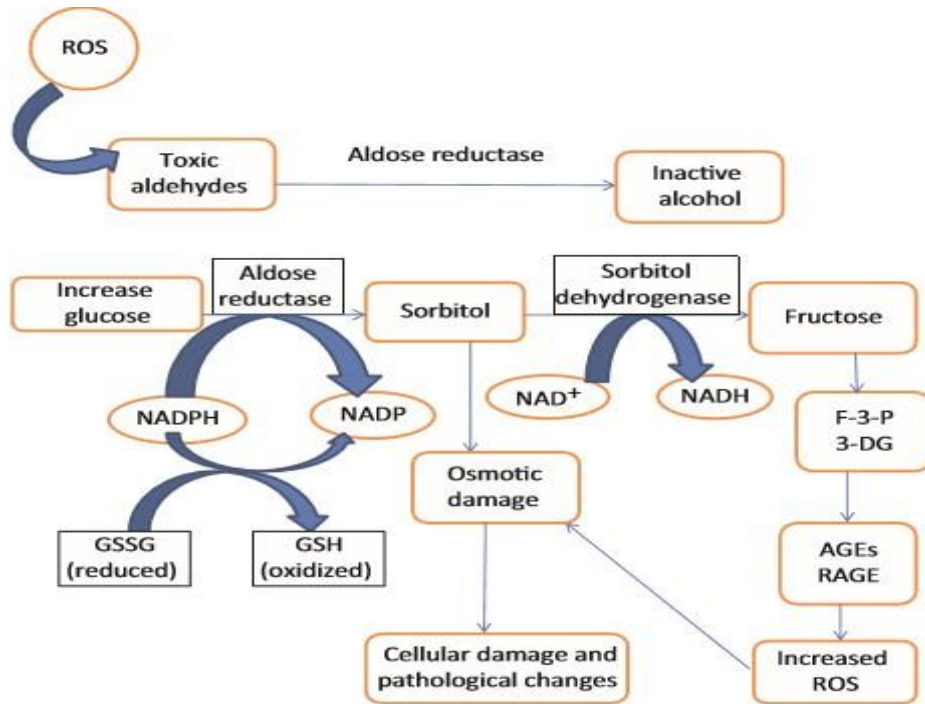 ROS
Toxic
aldehydes
Aldose reductase
Inactive
alcohol
Increase
glucose
Aldose
reductase
Sorbitol
Sorbitol
dehydrogenase
Fructose
NADPH
NADP
NAD+
NADH
F-3-P
3-DG
Osmotic
damage
GSSG
(reduced)
GSH
(oxidized)
AGEs
RAGE
Cellular damage and
pathological changes
Increased
ROS